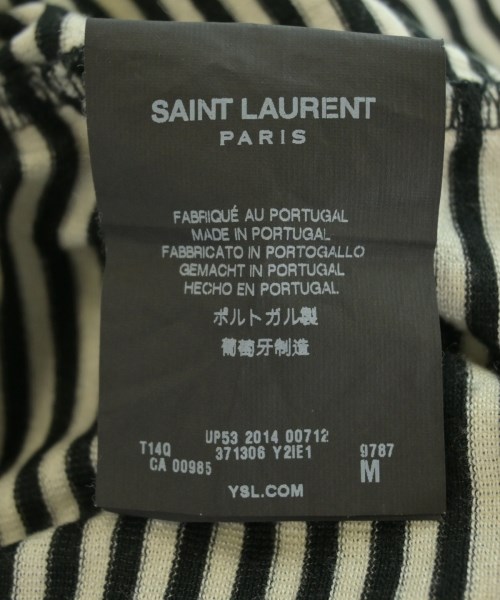 SAINT LAURENT
PARIS
FABRIQUÉ AU PORTUGAL
MADE IN PORTUGAL
FABBRICATO IN PORTOGALLO
GEMACHT IN PORTUGAL
HECHO EN PORTUGAL
ポルトガル製
葡萄牙制造
UP53 2014 00712
T14Q 371306 Y2IE1 9787
CA 00985 M
YSL.COM